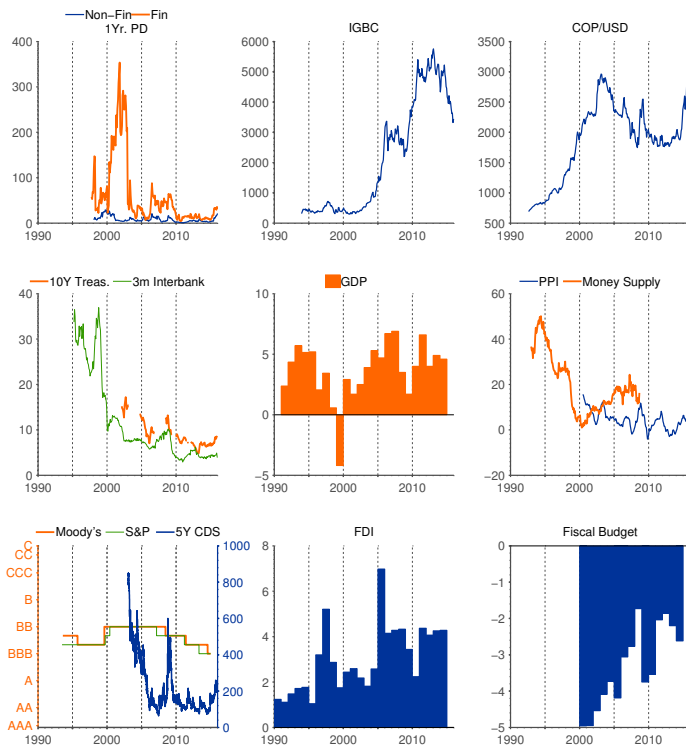 Non-Fin Fin
1Yr. PD
400
300
200
100
0
1990 2000 2010
IGBC
6000
5000
4000
3000
2000
1000
0
1990 2000 2010
COP/USD
3500
3000
2500
2000
1500
1000
500
1990 2000 2010
10Y Treas. 3m Interbank
40
30
20
10
0
1990 2000 2010
GDP
10
5
0
−5
1990 2000 2010
PPI Money Supply
60
40
20
0
−20
1990 2000 2010
Moody's S&P 5Y CDS
C
CC
CCC
B
BB
BBB
A
AA
AAA
1000
800
600
400
200
0
1990 2000 2010
FDI
8
6
4
2
0
1990 2000 2010
Fiscal Budget
0
−1
−2
−3
−4
−5
1990 2000 2010